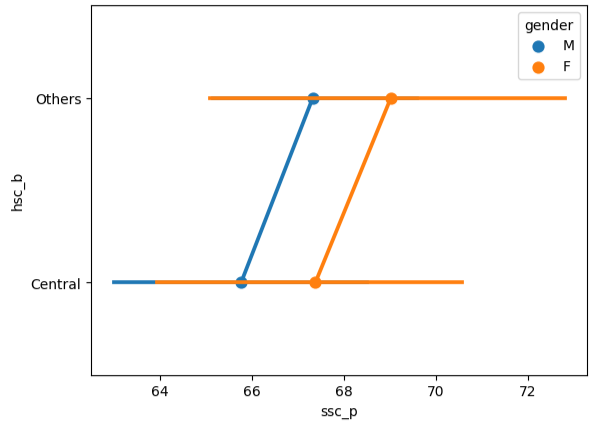 gender
M
F
Others
Central
hsc_b
64 66 68 70 72
ssc_p